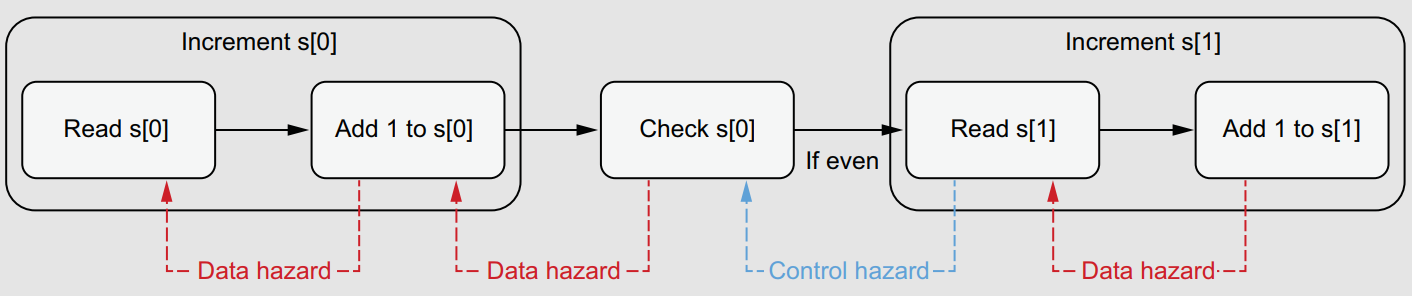 Increment s[0]
Increment s[1]
Read s[0]
Add 1 to s[0]
Check s[0]
If even
Read s[1]
Add 1 to s[1]
Data hazard
Data hazard
Control hazard
Data hazard